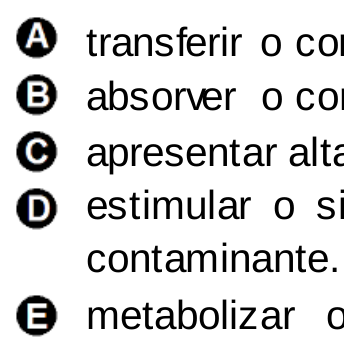 A transferir o
B absorver o
C apresentar
D estimular o
contaminante.
E metabolizar